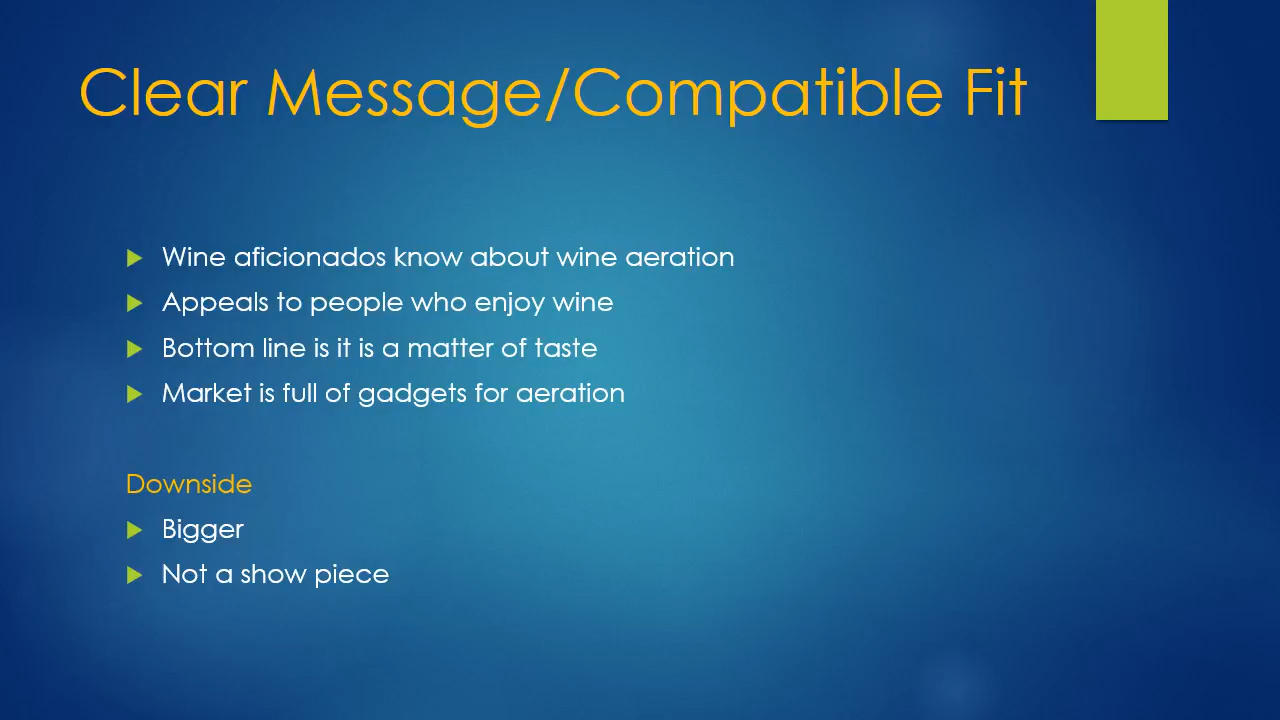 Clear Message/Compatible Fit
Wine aficionados know about wine aeration
Appeals to people who enjoy wine
Bottom line is it is a matter of taste
Market is full of gadgets for aeration
Downside
Bigger
Not a show piece